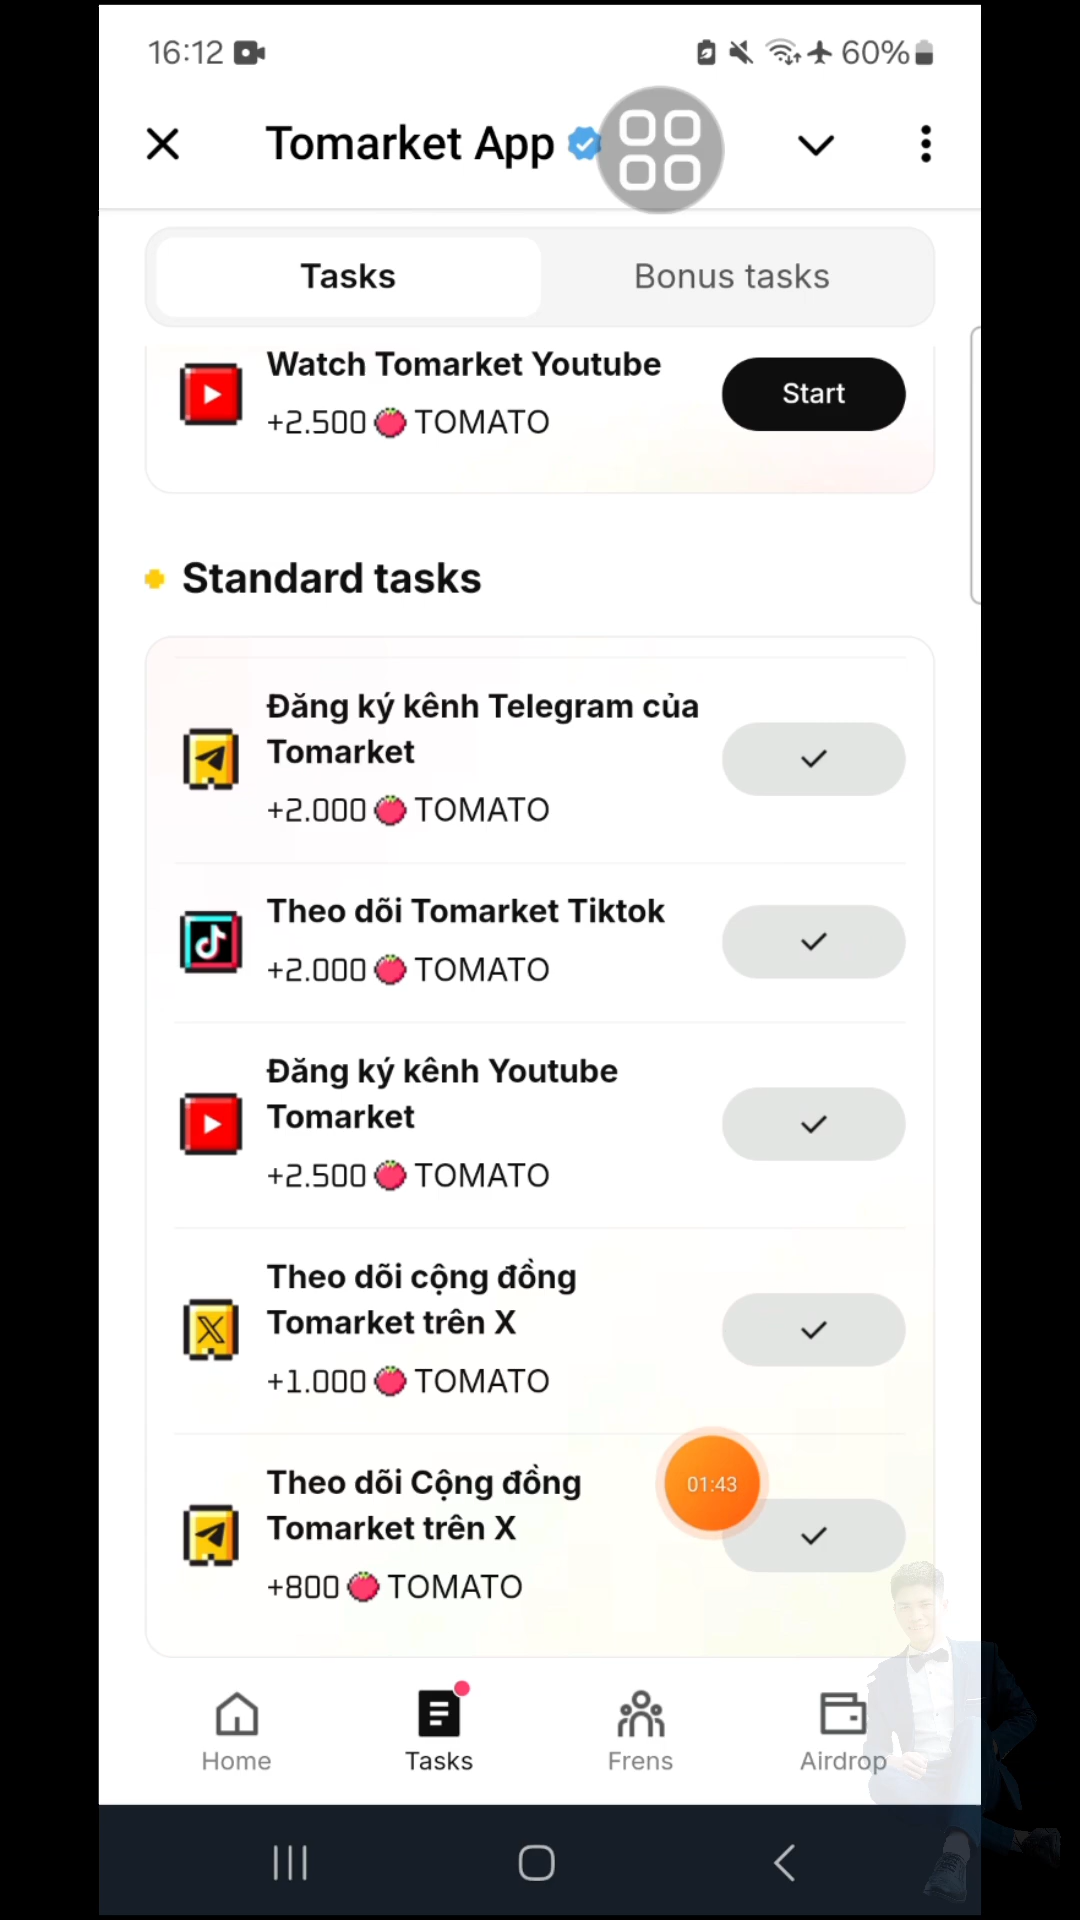 16:12
60%
Tomarket App
Tasks
Bonus tasks
Watch Tomarket Youtube
+2.500 TOMATO
Start
Standard tasks
Đăng ký kênh Telegram của
Tomarket
+2.000 TOMATO
Theo dõi Tomarket Tiktok
+2.000 TOMATO
Đăng ký kênh Youtube
Tomarket
+2.500 TOMATO
Theo dõi cộng đồng
Tomarket trên X
+1.000 TOMATO
Theo dõi Cộng đồng
Tomarket trên X
+800 TOMATO
01:43
Home
Tasks
Frens
Airdrop